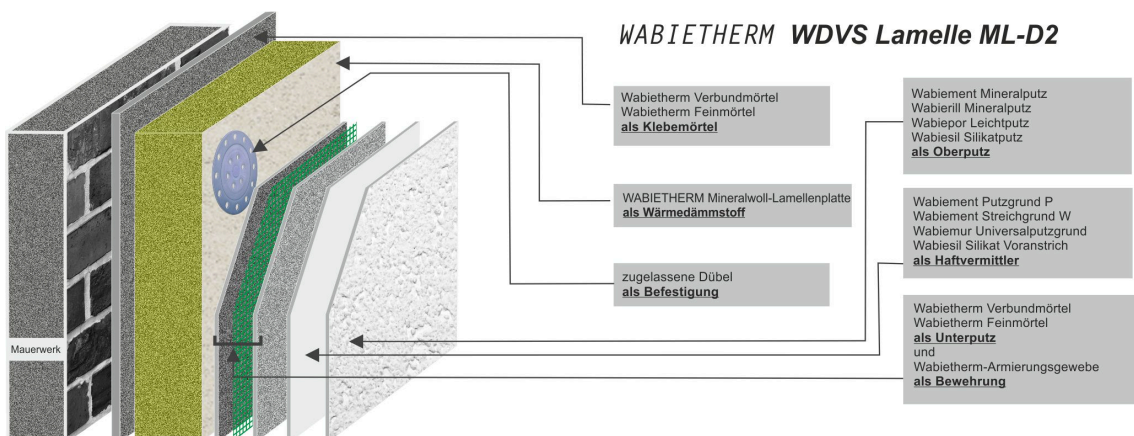 WABIETHERM WDVS Lamelle ML-D2
Wabietherm Verbundmörtel
Wabietherm Feinmörtel
als Klebemörtel
WABIETHERM Mineralwoll-Lamellenplatte
als Wärmedämmstoff
zugelassene Dübel
als Befestigung
Wabiement Mineralputz
Wabierill Mineralputz
Wabiepor Leichtputz
Wabiesil Silikatputz
als Oberputz
Wabiement Putzgrund P
Wabiement Streichgrund W
Wabiemur Universalputzgrund
Wabiesil Silikat Voranstrich
als Haftvermittler
Wabietherm Verbundmörtel
Wabietherm Feinmörtel
als Unterputz
und
Wabietherm-Armierungsgewebe
als Bewehrung
Mauerwerk